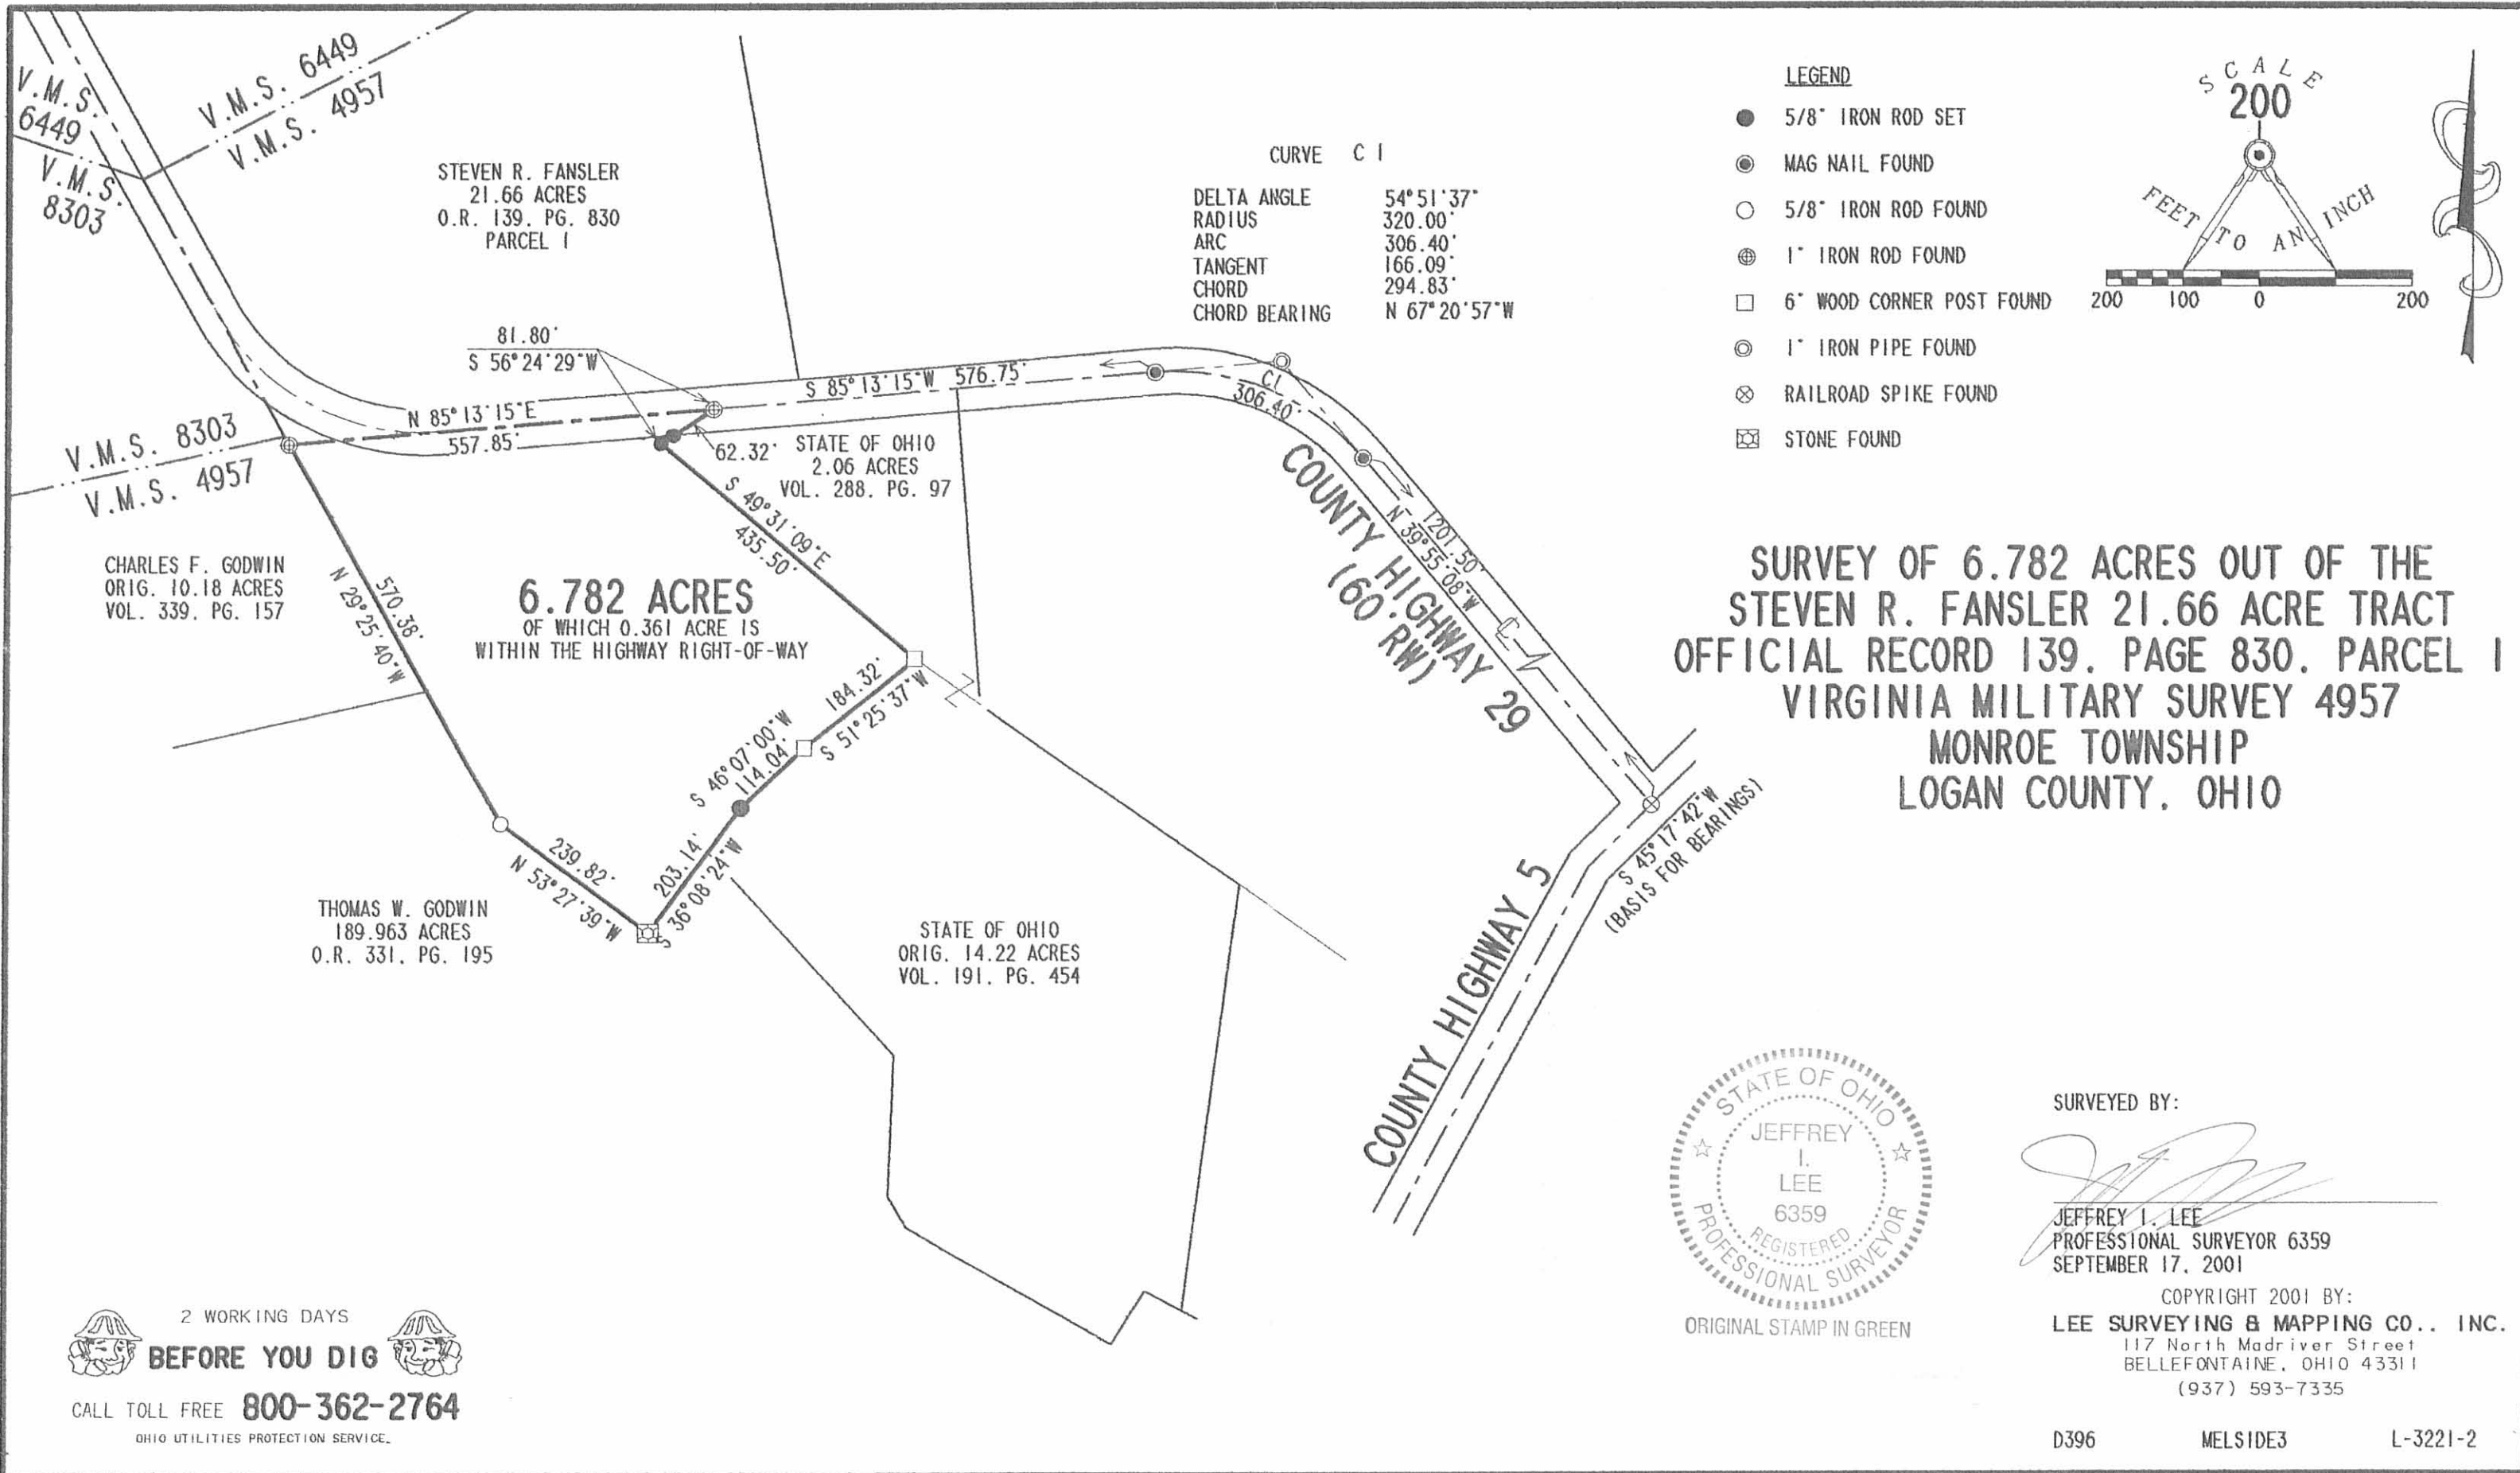 V.M.S. 6449
V.M.S. 4957
V.M.S.
6449
V.M.S.
8303
STEVEN R. FANSLER
21.66 ACRES
O.R. 139, PG. 830
PARCEL 1
CURVE C1
DELTA ANGLE 54°51'37"
RADIUS 320.00'
ARC 306.40'
TANGENT 166.09'
CHORD 294.83'
CHORD BEARING N 67°20'57"W
LEGEND
5/8" IRON ROD SET
MAG NAIL FOUND
5/8" IRON ROD FOUND
1" IRON ROD FOUND
6" WOOD CORNER POST FOUND
1" IRON PIPE FOUND
RAILROAD SPIKE FOUND
STONE FOUND
SCALE
200
FEET TO AN INCH
200 100 0 200
81.80'
S 56°24'29"W
N 85°13'15"E
557.85'
S 85°13'15"W 576.75'
C1
306.40'
62.32'
STATE OF OHIO
2.06 ACRES
VOL. 288, PG. 97
V.M.S. 8303
V.M.S. 4957
S 49°31'09"E
435.50'
COUNTY HIGHWAY 29
(60' RW)
1201.50'
N 39°55'08"W
CHARLES F. GODWIN
ORIG. 10.18 ACRES
VOL. 339, PG. 157
570.38'
N 29°25'40"W
6.782 ACRES
OF WHICH 0.361 ACRE IS
WITHIN THE HIGHWAY RIGHT-OF-WAY
SURVEY OF 6.782 ACRES OUT OF THE
STEVEN R. FANSLER 21.66 ACRE TRACT
OFFICIAL RECORD 139, PAGE 830, PARCEL 1
VIRGINIA MILITARY SURVEY 4957
MONROE TOWNSHIP
LOGAN COUNTY, OHIO
184.32'
S 51°25'37"W
S 46°07'00"W
114.04'
203.14'
S 36°08'24"W
239.82'
N 53°27'39"W
S 45°17'42"W
(BASIS FOR BEARINGS)
COUNTY HIGHWAY 5
THOMAS W. GODWIN
189.963 ACRES
O.R. 331, PG. 195
STATE OF OHIO
ORIG. 14.22 ACRES
VOL. 191, PG. 454
STATE OF OHIO
JEFFREY
I.
LEE
6359
REGISTERED
PROFESSIONAL SURVEYOR
ORIGINAL STAMP IN GREEN
SURVEYED BY:
JEFFREY I. LEE
PROFESSIONAL SURVEYOR 6359
SEPTEMBER 17, 2001
COPYRIGHT 2001 BY:
LEE SURVEYING & MAPPING CO., INC.
117 North Madriver Street
BELLEFONTAINE, OHIO 43311
(937) 593-7335
D396 MELSIDE3 L-3221-2
2 WORKING DAYS
BEFORE YOU DIG
CALL TOLL FREE 800-362-2764
OHIO UTILITIES PROTECTION SERVICE.